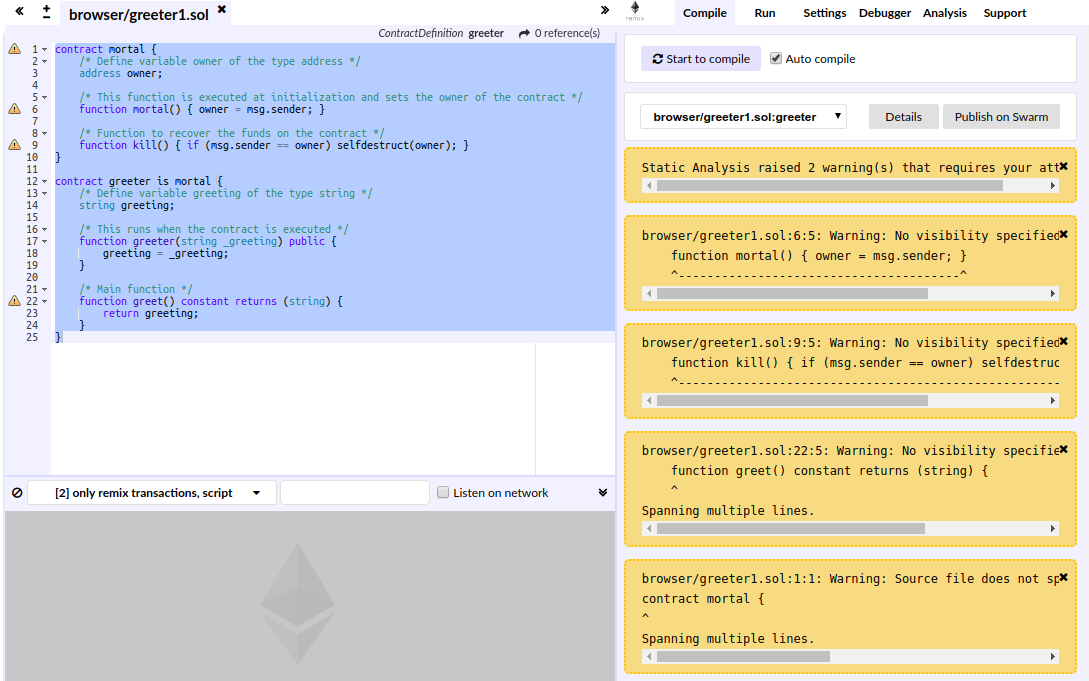 browser/greeter1.sol
ContractDefinition greeter 0 reference(s)
1 contract mortal {
2 /* Define variable owner of the type address */
3 address owner;
4
5 /* This function is executed at initialization and sets the owner of the contract */
6 function mortal() { owner = msg.sender; }
7
8 /* Function to recover the funds on the contract */
9 function kill() { if (msg.sender == owner) selfdestruct(owner); }
10 }
11
12 contract greeter is mortal {
13 /* Define variable greeting of the type string */
14 string greeting;
15
16 /* This runs when the contract is executed */
17 function greeter(string _greeting) public {
18 greeting = _greeting;
19 }
20
21 /* Main function */
22 function greet() constant returns (string) {
23 return greeting;
24 }
25 }
[2] only remix transactions, script
Listen on network
remix
Compile Run Settings Debugger Analysis Support
Start to compile Auto compile
browser/greeter1.sol:greeter Details Publish on Swarm
Static Analysis raised 2 warning(s) that requires your att
browser/greeter1.sol:6:5: Warning: No visibility specified
function mortal() { owner = msg.sender; }
^---------------------------------------^
browser/greeter1.sol:9:5: Warning: No visibility specified
function kill() { if (msg.sender == owner) selfdestruc
^-----------------------------------------------------
browser/greeter1.sol:22:5: Warning: No visibility specifie
function greet() constant returns (string) {
^
Spanning multiple lines.
browser/greeter1.sol:1:1: Warning: Source file does not sp
contract mortal {
^
Spanning multiple lines.